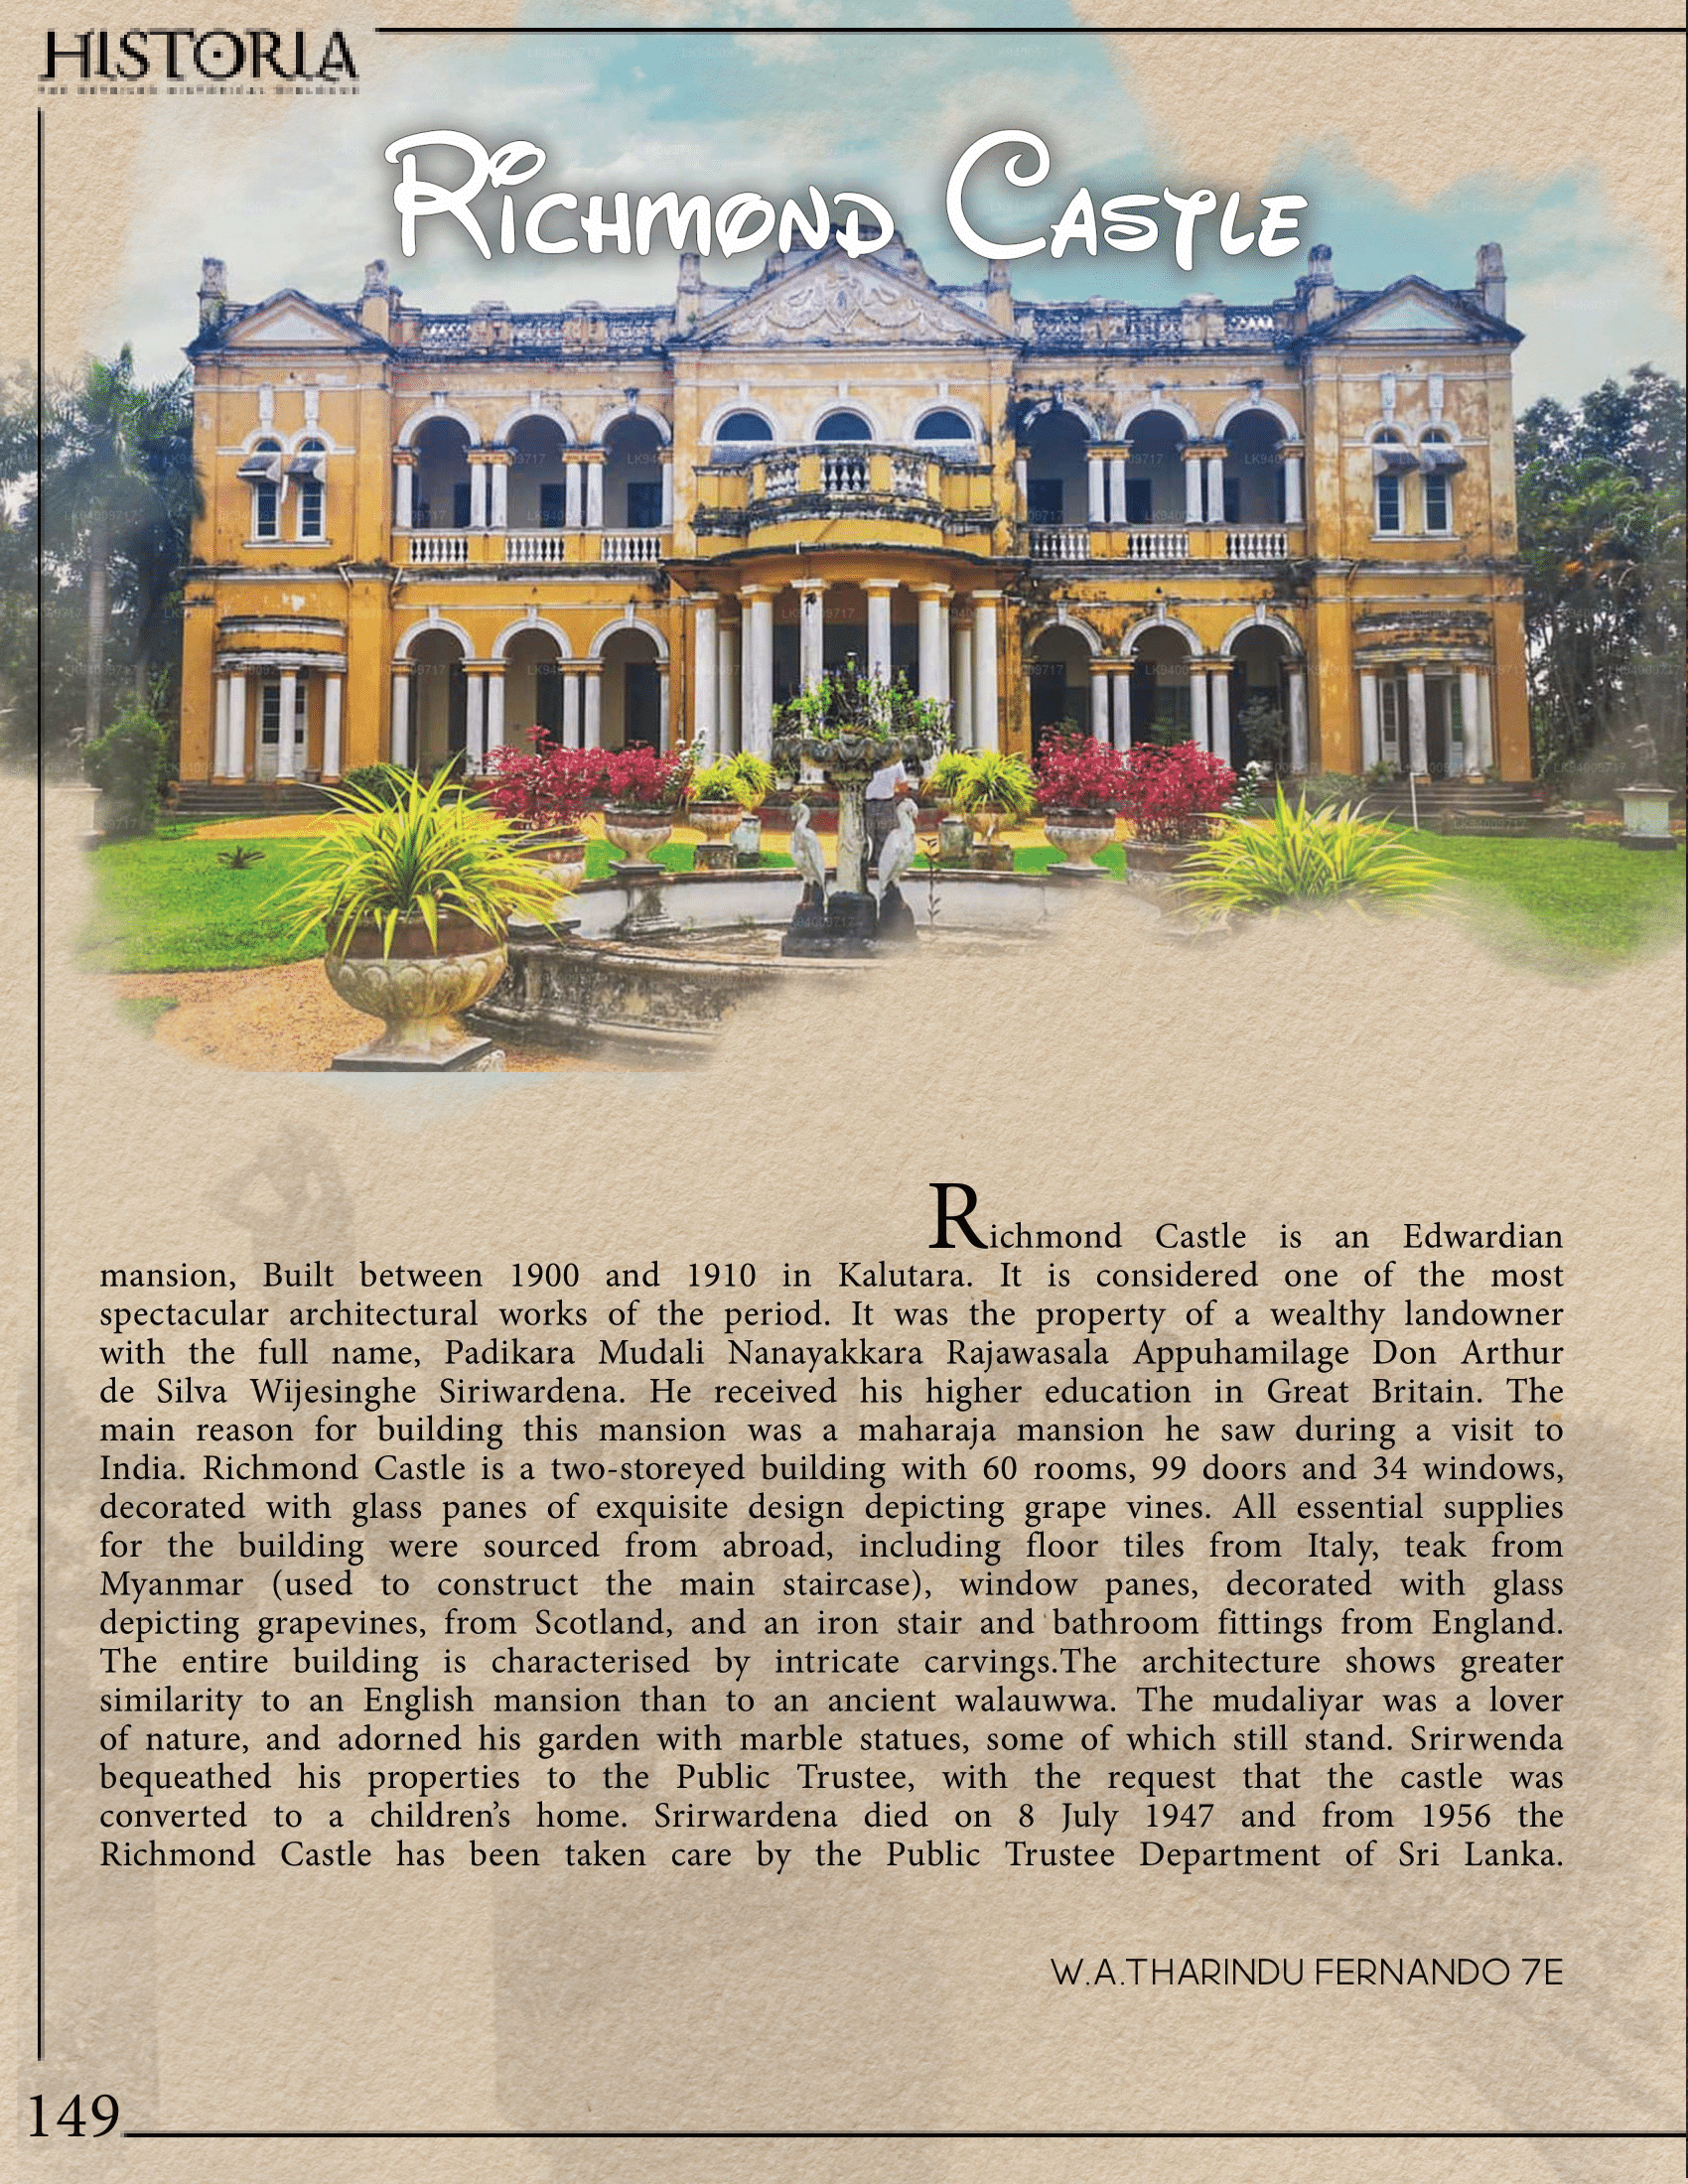 HISTORIA
Richmond Castle
Richmond Castle is an Edwardian
mansion, Built between 1900 and 1910 in Kalutara. It is considered one of the most
spectacular architectural works of the period. It was the property of a wealthy landowner
with the full name, Padikara Mudali Nanayakkara Rajawasala Appuhamilage Don Arthur
de Silva Wijesinghe Siriwardena. He received his higher education in Great Britain. The
main reason for building this mansion was a maharaja mansion he saw during a visit to
India. Richmond Castle is a two-storeyed building with 60 rooms, 99 doors and 34 windows,
decorated with glass panes of exquisite design depicting grape vines. All essential supplies
for the building were sourced from abroad, including floor tiles from Italy, teak from
Myanmar (used to construct the main staircase), window panes, decorated with glass
depicting grapevines, from Scotland, and an iron stair and bathroom fittings from England.
The entire building is characterised by intricate carvings.The architecture shows greater
similarity to an English mansion than to an ancient walauwwa. The mudaliyar was a lover
of nature, and adorned his garden with marble statues, some of which still stand. Srirwenda
bequeathed his properties to the Public Trustee, with the request that the castle was
converted to a children’s home. Srirwardena died on 8 July 1947 and from 1956 the
Richmond Castle has been taken care by the Public Trustee Department of Sri Lanka.
W.A.THARINDU FERNANDO 7E
149